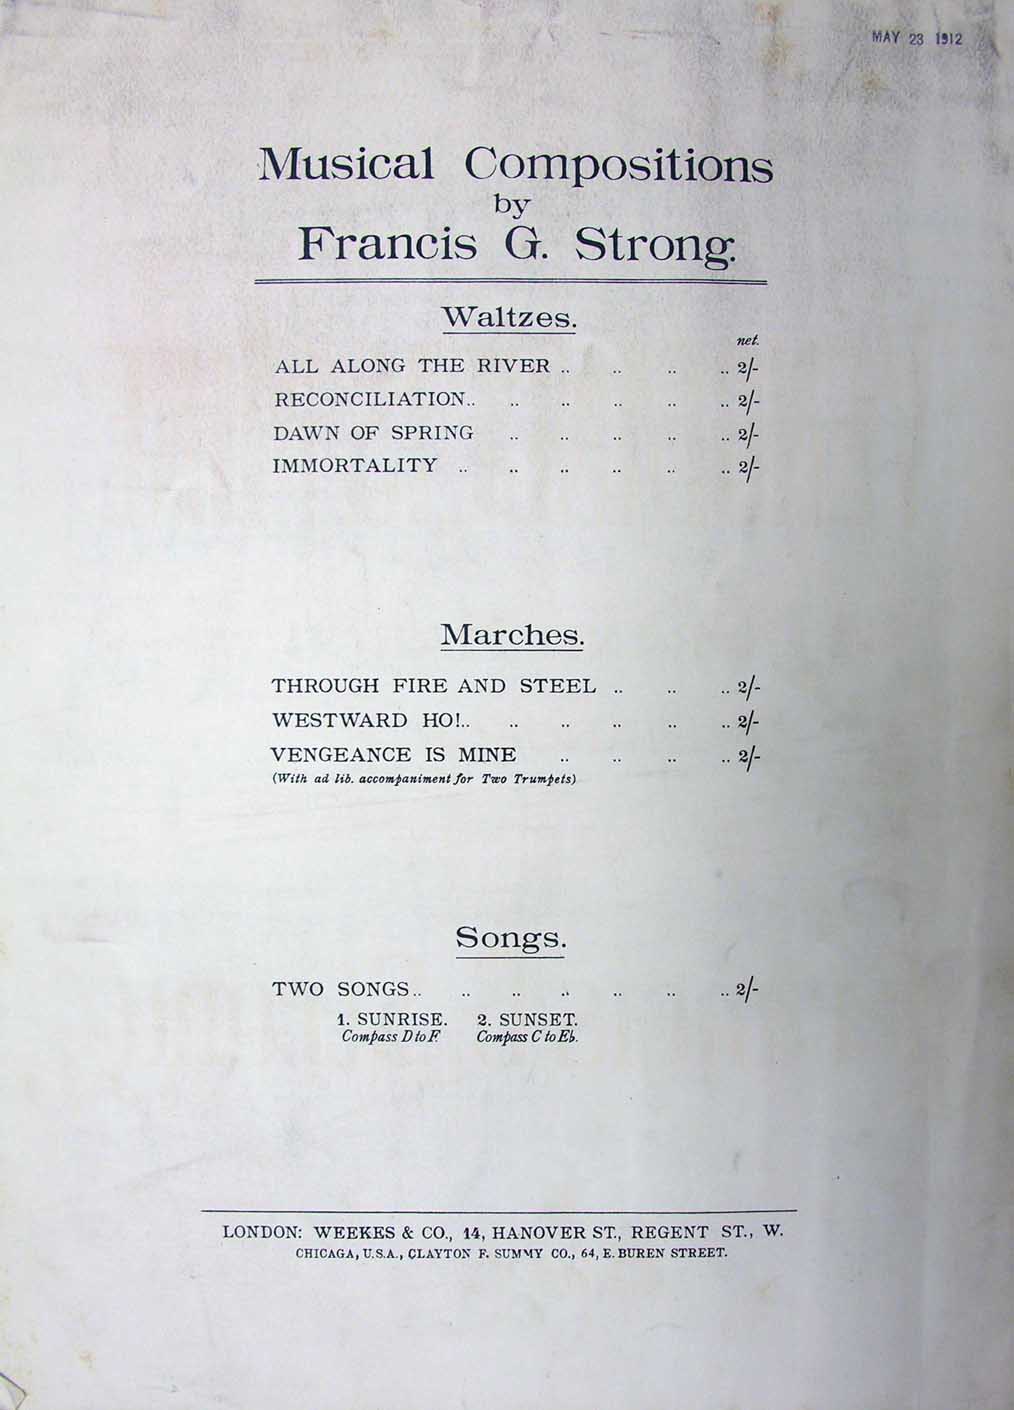 MAY 23 1912
Musical Compositions
by
Francis G. Strong.
Waltzes.
net.
ALL ALONG THE RIVER .. .. .. .. 2/-
RECONCILIATION.. .. .. .. .. .. 2/-
DAWN OF SPRING .. .. .. .. .. 2/-
IMMORTALITY .. .. .. .. .. .. 2/-
Marches.
THROUGH FIRE AND STEEL .. .. .. 2/-
WESTWARD HO!.. .. .. .. .. .. 2/-
VENGEANCE IS MINE .. .. .. .. 2/-
(With ad lib. accompaniment for Two Trumpets)
Songs.
TWO SONGS.. .. .. .. .. .. .. 2/-
1. SUNRISE. 2. SUNSET.
Compass D to F. Compass C to E♭.
LONDON: WEEKES & CO., 14, HANOVER ST., REGENT ST., W.
CHICAGA, U.S.A., CLAYTON F. SUMMY CO., 64, E. BUREN STREET.